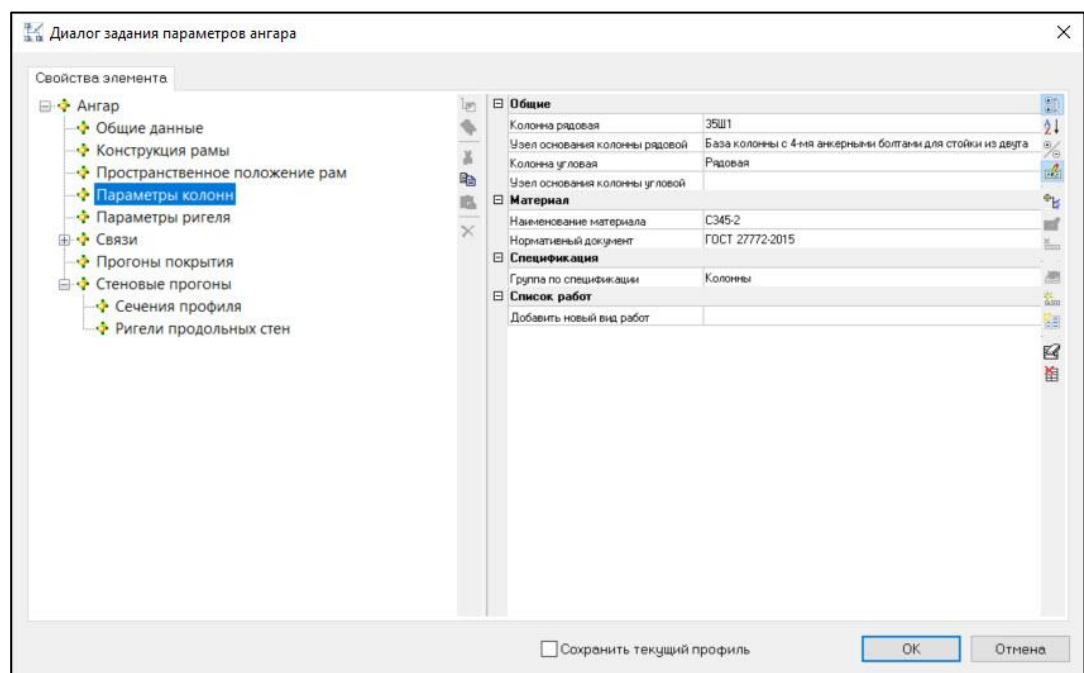 Диалог задания параметров ангара
Свойства элемента
Ангар
Общие данные
Конструкция рамы
Пространственное положение рам
Параметры колонн
Параметры ригеля
Связи
Прогоны покрытия
Стеновые прогоны
Сечения профиля
Ригели продольных стен
Общие
Колонна рядовая 35Ш1
Узел основания колонны рядовой База колонны с 4-мя анкерными болтами для стойки из двута
Колонна угловая Рядовая
Узел основания колонны угловой
Материал
Наименование материала С345-2
Нормативный документ ГОСТ 27772-2015
Спецификация
Группа по спецификации Колонны
Список работ
Добавить новый вид работ
Сохранить текущий профиль
ОК Отмена